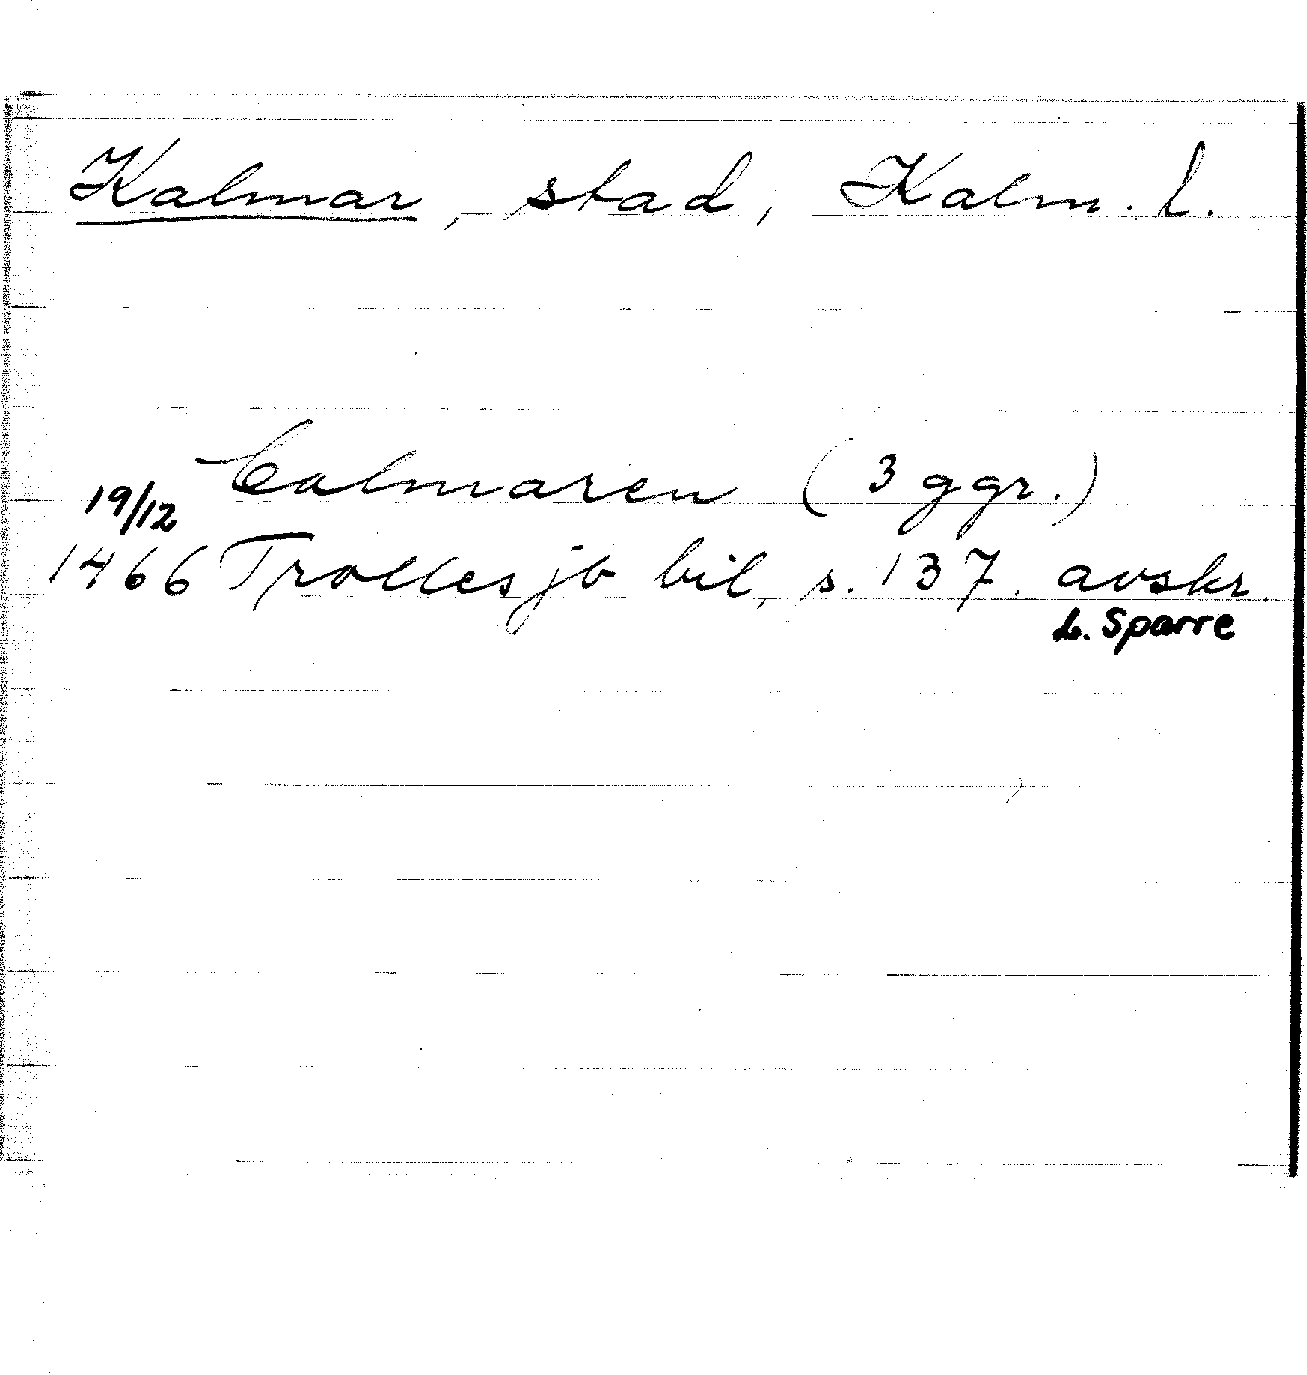 Kalmar, stad, Kalm. l.
Calmaren (3 ggr.)
19/12
1466 Trolles jb bil, s. 137. avskr.
L. Sparre